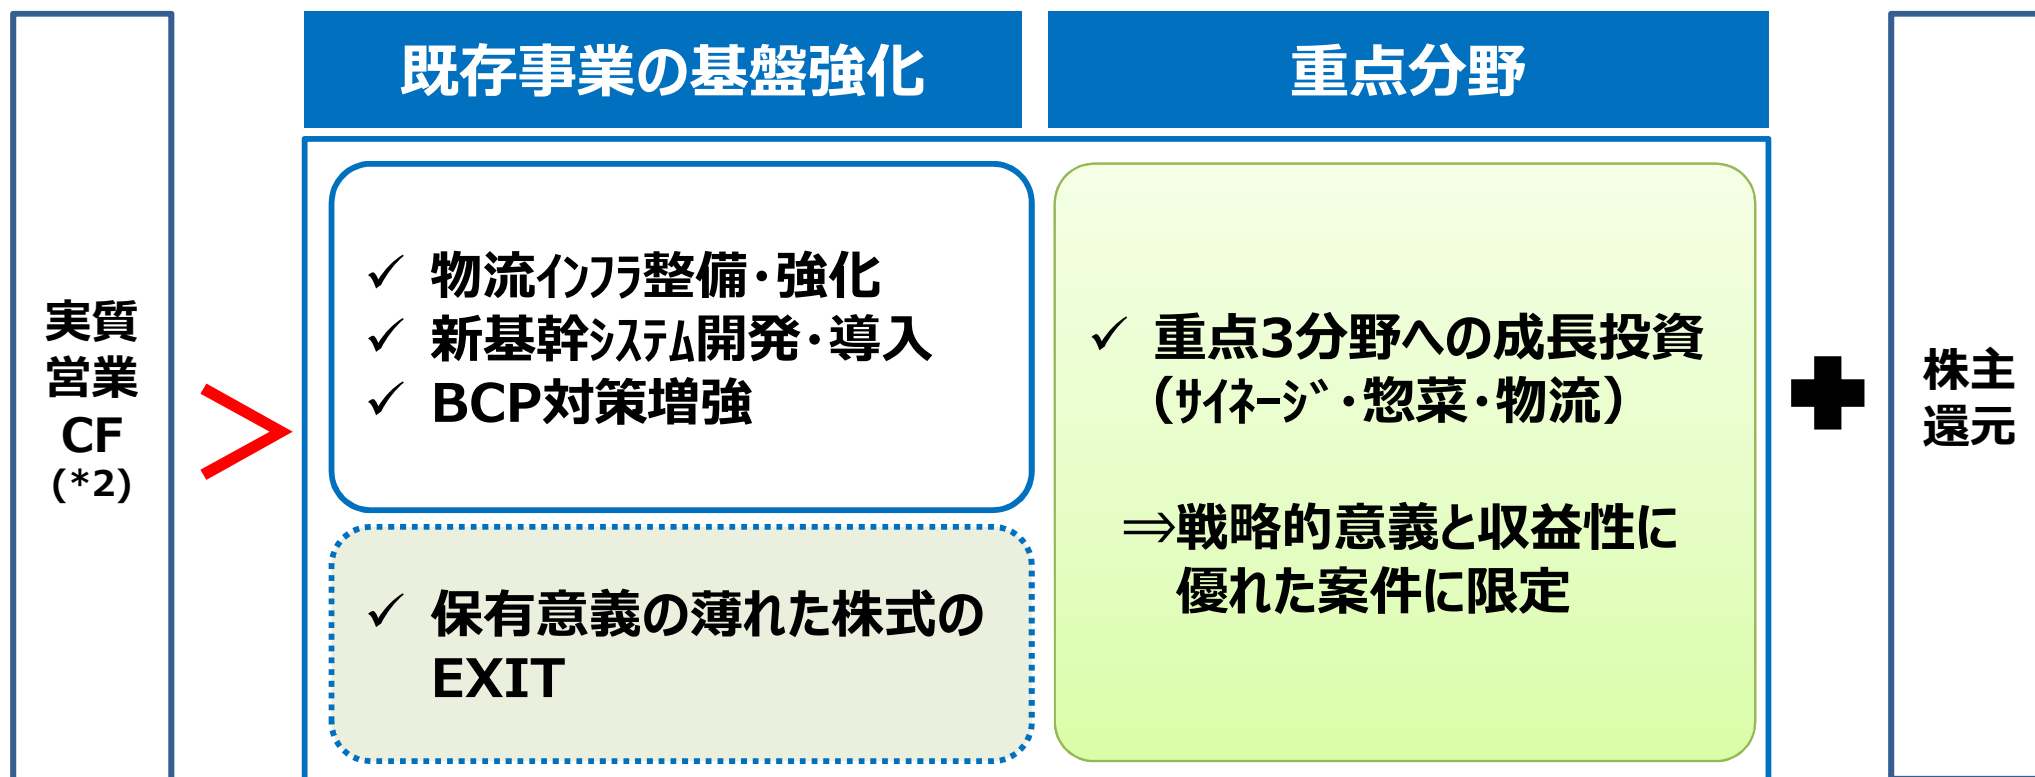 実質
営業
CF
(*2)
＞
既存事業の基盤強化
✓ 物流ｲﾝﾌﾗ整備･強化
✓ 新基幹ｼｽﾃﾑ開発･導入
✓ BCP対策増強
✓ 保有意義の薄れた株式の
EXIT
重点分野
✓ 重点3分野への成長投資
（ｻｲﾈｰｼﾞ･惣菜･物流）
⇒戦略的意義と収益性に
優れた案件に限定
✚
株主
還元